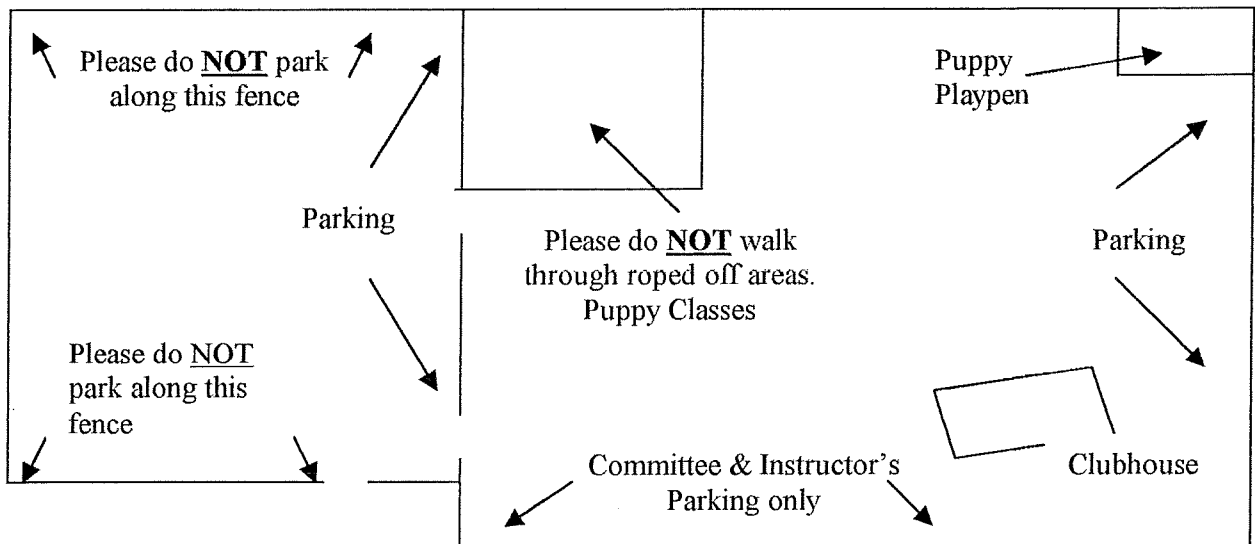 Please do NOT park
along this fence
Puppy
Playpen
Parking
Please do NOT walk
through roped off areas.
Puppy Classes
Parking
Please do NOT
park along this
fence
Committee & Instructor's
Parking only
Clubhouse